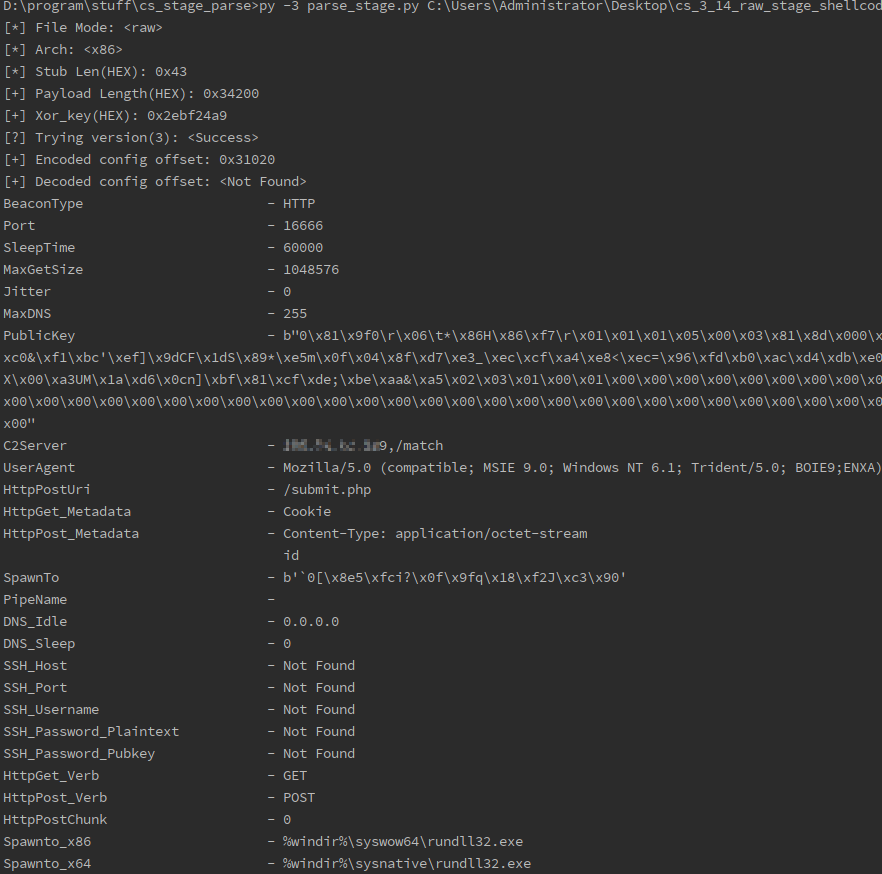 D:\program\stuff\cs_stage_parse>py -3 parse_stage.py C:\Users\Administrator\Desktop\cs_3_14_raw_stage_shellcod
[*] File Mode: <raw>
[*] Arch: <x86>
[*] Stub Len(HEX): 0x43
[+] Payload Length(HEX): 0x34200
[+] Xor_key(HEX): 0x2ebf24a9
[?] Trying version(3): <Success>
[+] Encoded config offset: 0x31020
[+] Decoded config offset: <Not Found>
BeaconType - HTTP
Port - 16666
SleepTime - 60000
MaxGetSize - 1048576
Jitter - 0
MaxDNS - 255
PublicKey - b"0\x81\x9f0\r\x06\t*\x86H\x86\xf7\r\x01\x01\x01\x05\x00\x03\x81\x8d\x000\x
xc0&\xf1\xbc'\xef]\x9dCF\x1dS\x89*\xe5m\x0f\x04\x8f\xd7\xe3_\xec\xcf\xa4\xe8<\xec=\x96\xfd\xb0\xac\xd4\xdb\xe0
X\x00\xa3UM\x1a\xd6\x0cn]\xbf\x81\xcf\xde;\xbe\xaa&\xa5\x02\x03\x01\x00\x01\x00\x00\x00\x00\x00\x00\x00\x00\x0
x00\x00\x00\x00\x00\x00\x00\x00\x00\x00\x00\x00\x00\x00\x00\x00\x00\x00\x00\x00\x00\x00\x00\x00\x00\x00\x00\x0
x00"
C2Server - 9,/match
UserAgent - Mozilla/5.0 (compatible; MSIE 9.0; Windows NT 6.1; Trident/5.0; BOIE9;ENXA)
HttpPostUri - /submit.php
HttpGet_Metadata - Cookie
HttpPost_Metadata - Content-Type: application/octet-stream
id
SpawnTo - b'`0[\x8e5\xfci?\x0f\x9fq\x18\xf2J\xc3\x90'
PipeName -
DNS_Idle - 0.0.0.0
DNS_Sleep - 0
SSH_Host - Not Found
SSH_Port - Not Found
SSH_Username - Not Found
SSH_Password_Plaintext - Not Found
SSH_Password_Pubkey - Not Found
HttpGet_Verb - GET
HttpPost_Verb - POST
HttpPostChunk - 0
Spawnto_x86 - %windir%\syswow64\rundll32.exe
Spawnto_x64 - %windir%\sysnative\rundll32.exe